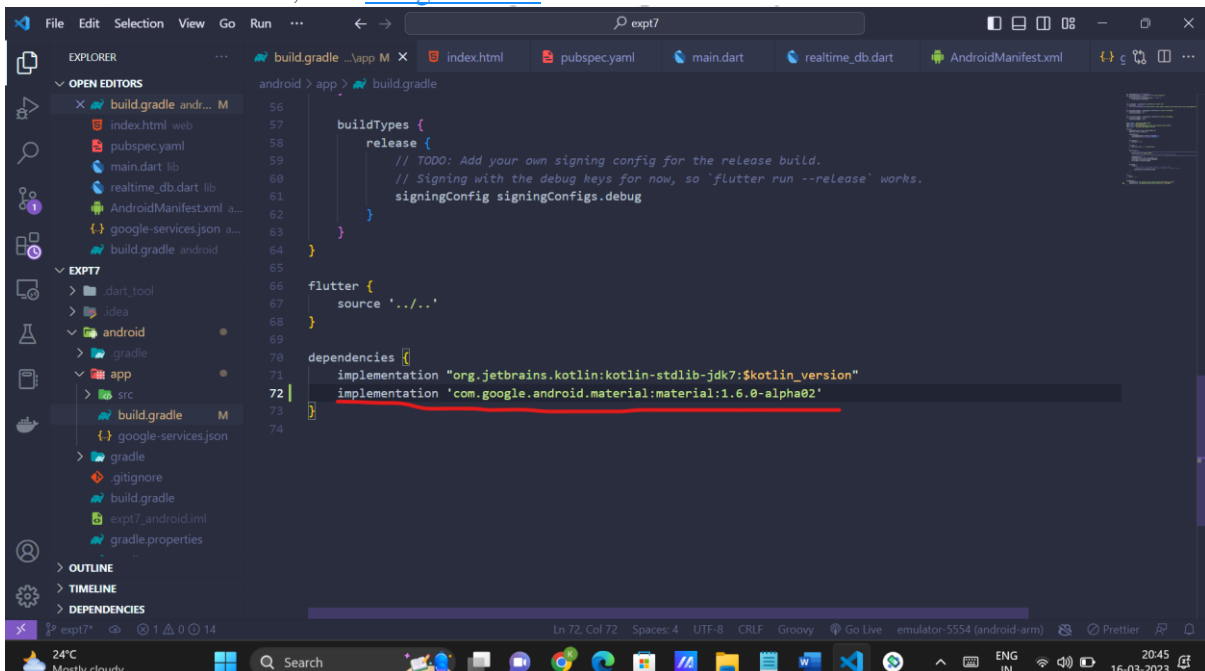 File Edit Selection View Go Run ··· expt7
EXPLORER ···
OPEN EDITORS
build.gradle andr... M
index.html web
pubspec.yaml
main.dart lib
realtime_db.dart lib
AndroidManifest.xml a...
google-services.json a...
build.gradle android
EXPT7
.dart_tool
.idea
android
.gradle
app
src
build.gradle M
google-services.json
gradle
.gitignore
build.gradle
expt7_android.iml
gradle.properties
OUTLINE
TIMELINE
DEPENDENCIES
build.gradle ...\app M index.html pubspec.yaml main.dart realtime_db.dart AndroidManifest.xml g
android > app > build.gradle
56
57 buildTypes {
58 release {
59 // TODO: Add your own signing config for the release build.
60 // Signing with the debug keys for now, so `flutter run --release` works.
61 signingConfig signingConfigs.debug
62 }
63 }
64 }
65
66 flutter {
67 source '../..'
68 }
69
70 dependencies {
71 implementation "org.jetbrains.kotlin:kotlin-stdlib-jdk7:$kotlin_version"
72 implementation 'com.google.android.material:material:1.6.0-alpha02'
73 }
74
expt7* 1 0 14 Ln 72, Col 72 Spaces: 4 UTF-8 CRLF Groovy Go Live emulator-5554 (android-arm) Prettier
24°C
Mostly cloudy
Search
ENG
IN
20:45
16-03-2023